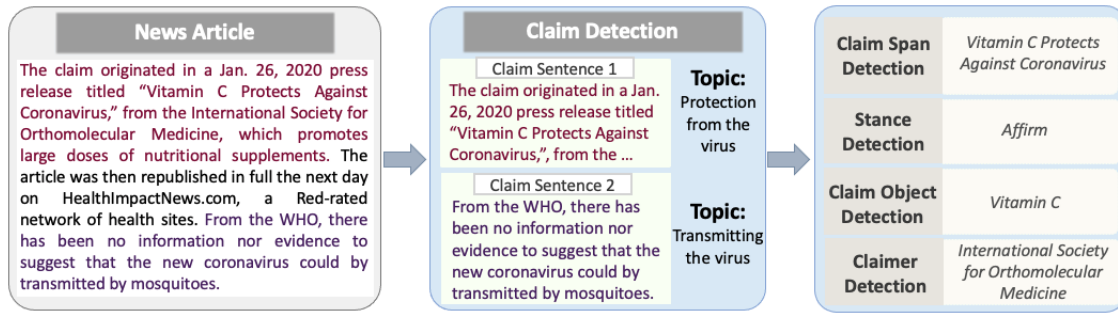 News Article
The claim originated in a Jan. 26, 2020 press
release titled “Vitamin C Protects Against
Coronavirus,” from the International Society for
Orthomolecular Medicine, which promotes
large doses of nutritional supplements. The
article was then republished in full the next day
on HealthImpactNews.com, a Red-rated
network of health sites. From the WHO, there
has been no information nor evidence to
suggest that the new coronavirus could by
transmitted by mosquitoes.
Claim Detection
Claim Sentence 1
The claim originated in a Jan.
26, 2020 press release titled
“Vitamin C Protects Against
Coronavirus,”, from the ...
Topic:
Protection
from the
virus
Claim Sentence 2
From the WHO, there has
been no information nor
evidence to suggest that the
new coronavirus could by
transmitted by mosquitoes.
Topic:
Transmitting
the virus
Claim Span
Detection
Vitamin C Protects
Against Coronavirus
Stance
Detection
Affirm
Claim Object
Detection
Vitamin C
Claimer
Detection
International Society
for Orthomolecular
Medicine